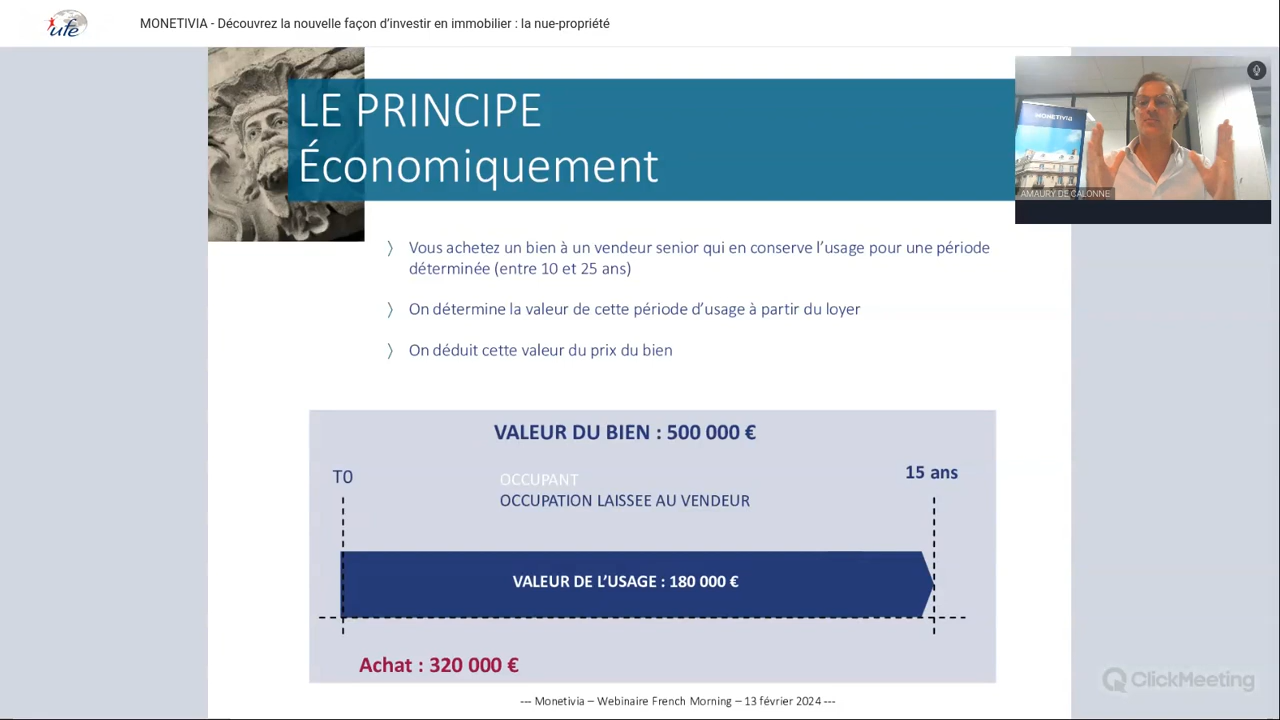 ufe
MONETIVIA - Découvrez la nouvelle façon d'investir en immobilier : la nue-propriété
LE PRINCIPE
Économiquement
MONETIVIA
AMAURY DE CALONNE
〉 Vous achetez un bien à un vendeur senior qui en conserve l'usage pour une période
déterminée (entre 10 et 25 ans)
〉 On détermine la valeur de cette période d'usage à partir du loyer
〉 On déduit cette valeur du prix du bien
VALEUR DU BIEN : 500 000 €
T0
15 ans
OCCUPANT
OCCUPATION LAISSEE AU VENDEUR
VALEUR DE L'USAGE : 180 000 €
Achat : 320 000 €
ClickMeeting
--- Monetivia – Webinaire French Morning – 13 février 2024 ---